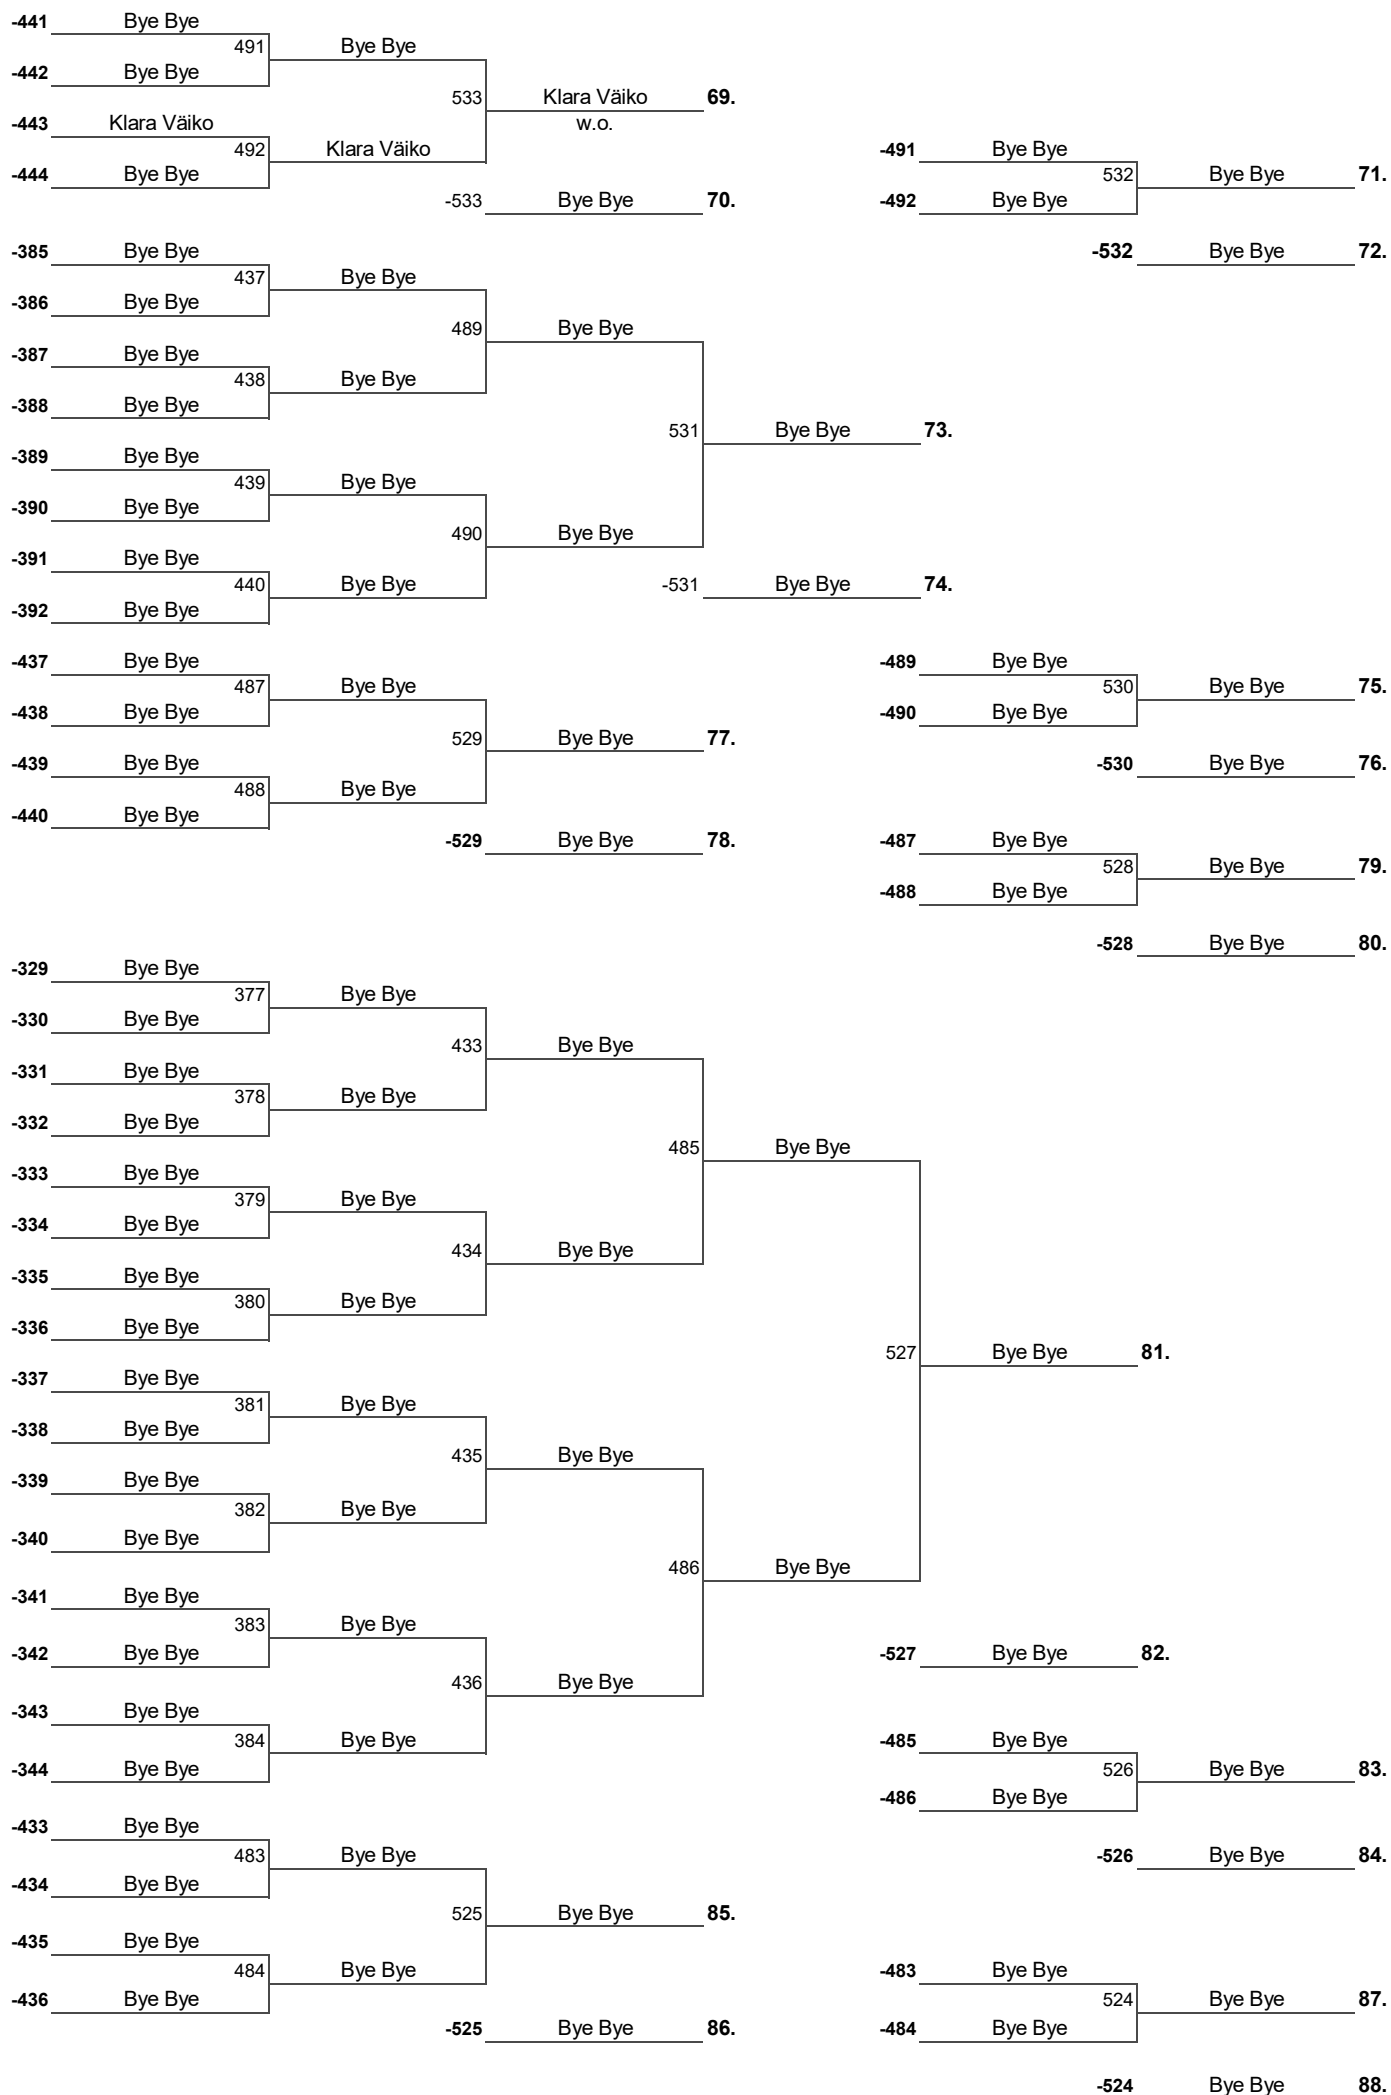 -441 Bye Bye
491 Bye Bye
-442 Bye Bye
533 Klara Väiko 69.
-443 Klara Väiko w.o.
492 Klara Väiko -491 Bye Bye
-444 Bye Bye 532 Bye Bye 71.
-533 Bye Bye 70. -492 Bye Bye
-385 Bye Bye -532 Bye Bye 72.
437 Bye Bye
-386 Bye Bye
489 Bye Bye
-387 Bye Bye
438 Bye Bye
-388 Bye Bye
531 Bye Bye 73.
-389 Bye Bye
439 Bye Bye
-390 Bye Bye
490 Bye Bye
-391 Bye Bye
440 Bye Bye -531 Bye Bye 74.
-392 Bye Bye
-437 Bye Bye -489 Bye Bye
487 Bye Bye 530 Bye Bye 75.
-438 Bye Bye -490 Bye Bye
529 Bye Bye 77.
-439 Bye Bye -530 Bye Bye 76.
488 Bye Bye
-440 Bye Bye
-529 Bye Bye 78. -487 Bye Bye
528 Bye Bye 79.
-488 Bye Bye
-528 Bye Bye 80.
-329 Bye Bye
377 Bye Bye
-330 Bye Bye
433 Bye Bye
-331 Bye Bye
378 Bye Bye
-332 Bye Bye
485 Bye Bye
-333 Bye Bye
379 Bye Bye
-334 Bye Bye
434 Bye Bye
-335 Bye Bye
380 Bye Bye
-336 Bye Bye
527 Bye Bye 81.
-337 Bye Bye
381 Bye Bye
-338 Bye Bye
435 Bye Bye
-339 Bye Bye
382 Bye Bye
-340 Bye Bye
486 Bye Bye
-341 Bye Bye
383 Bye Bye
-342 Bye Bye -527 Bye Bye 82.
436 Bye Bye
-343 Bye Bye
384 Bye Bye -485 Bye Bye
-344 Bye Bye 526 Bye Bye 83.
-486 Bye Bye
-433 Bye Bye
483 Bye Bye -526 Bye Bye 84.
-434 Bye Bye
525 Bye Bye 85.
-435 Bye Bye
484 Bye Bye -483 Bye Bye
-436 Bye Bye 524 Bye Bye 87.
-525 Bye Bye 86. -484 Bye Bye
-524 Bye Bye 88.